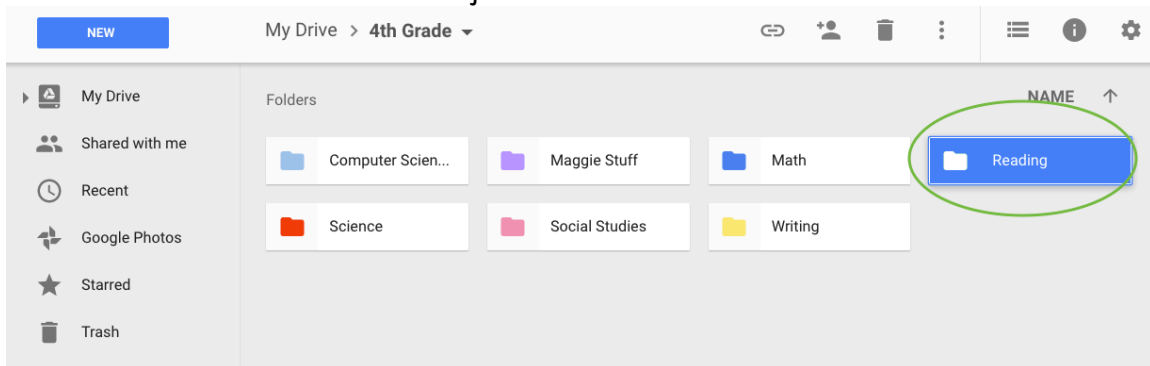 NEW
My Drive > 4th Grade
My Drive
Folders
NAME
Shared with me
Computer Scien...
Maggie Stuff
Math
Reading
Recent
Google Photos
Science
Social Studies
Writing
Starred
Trash